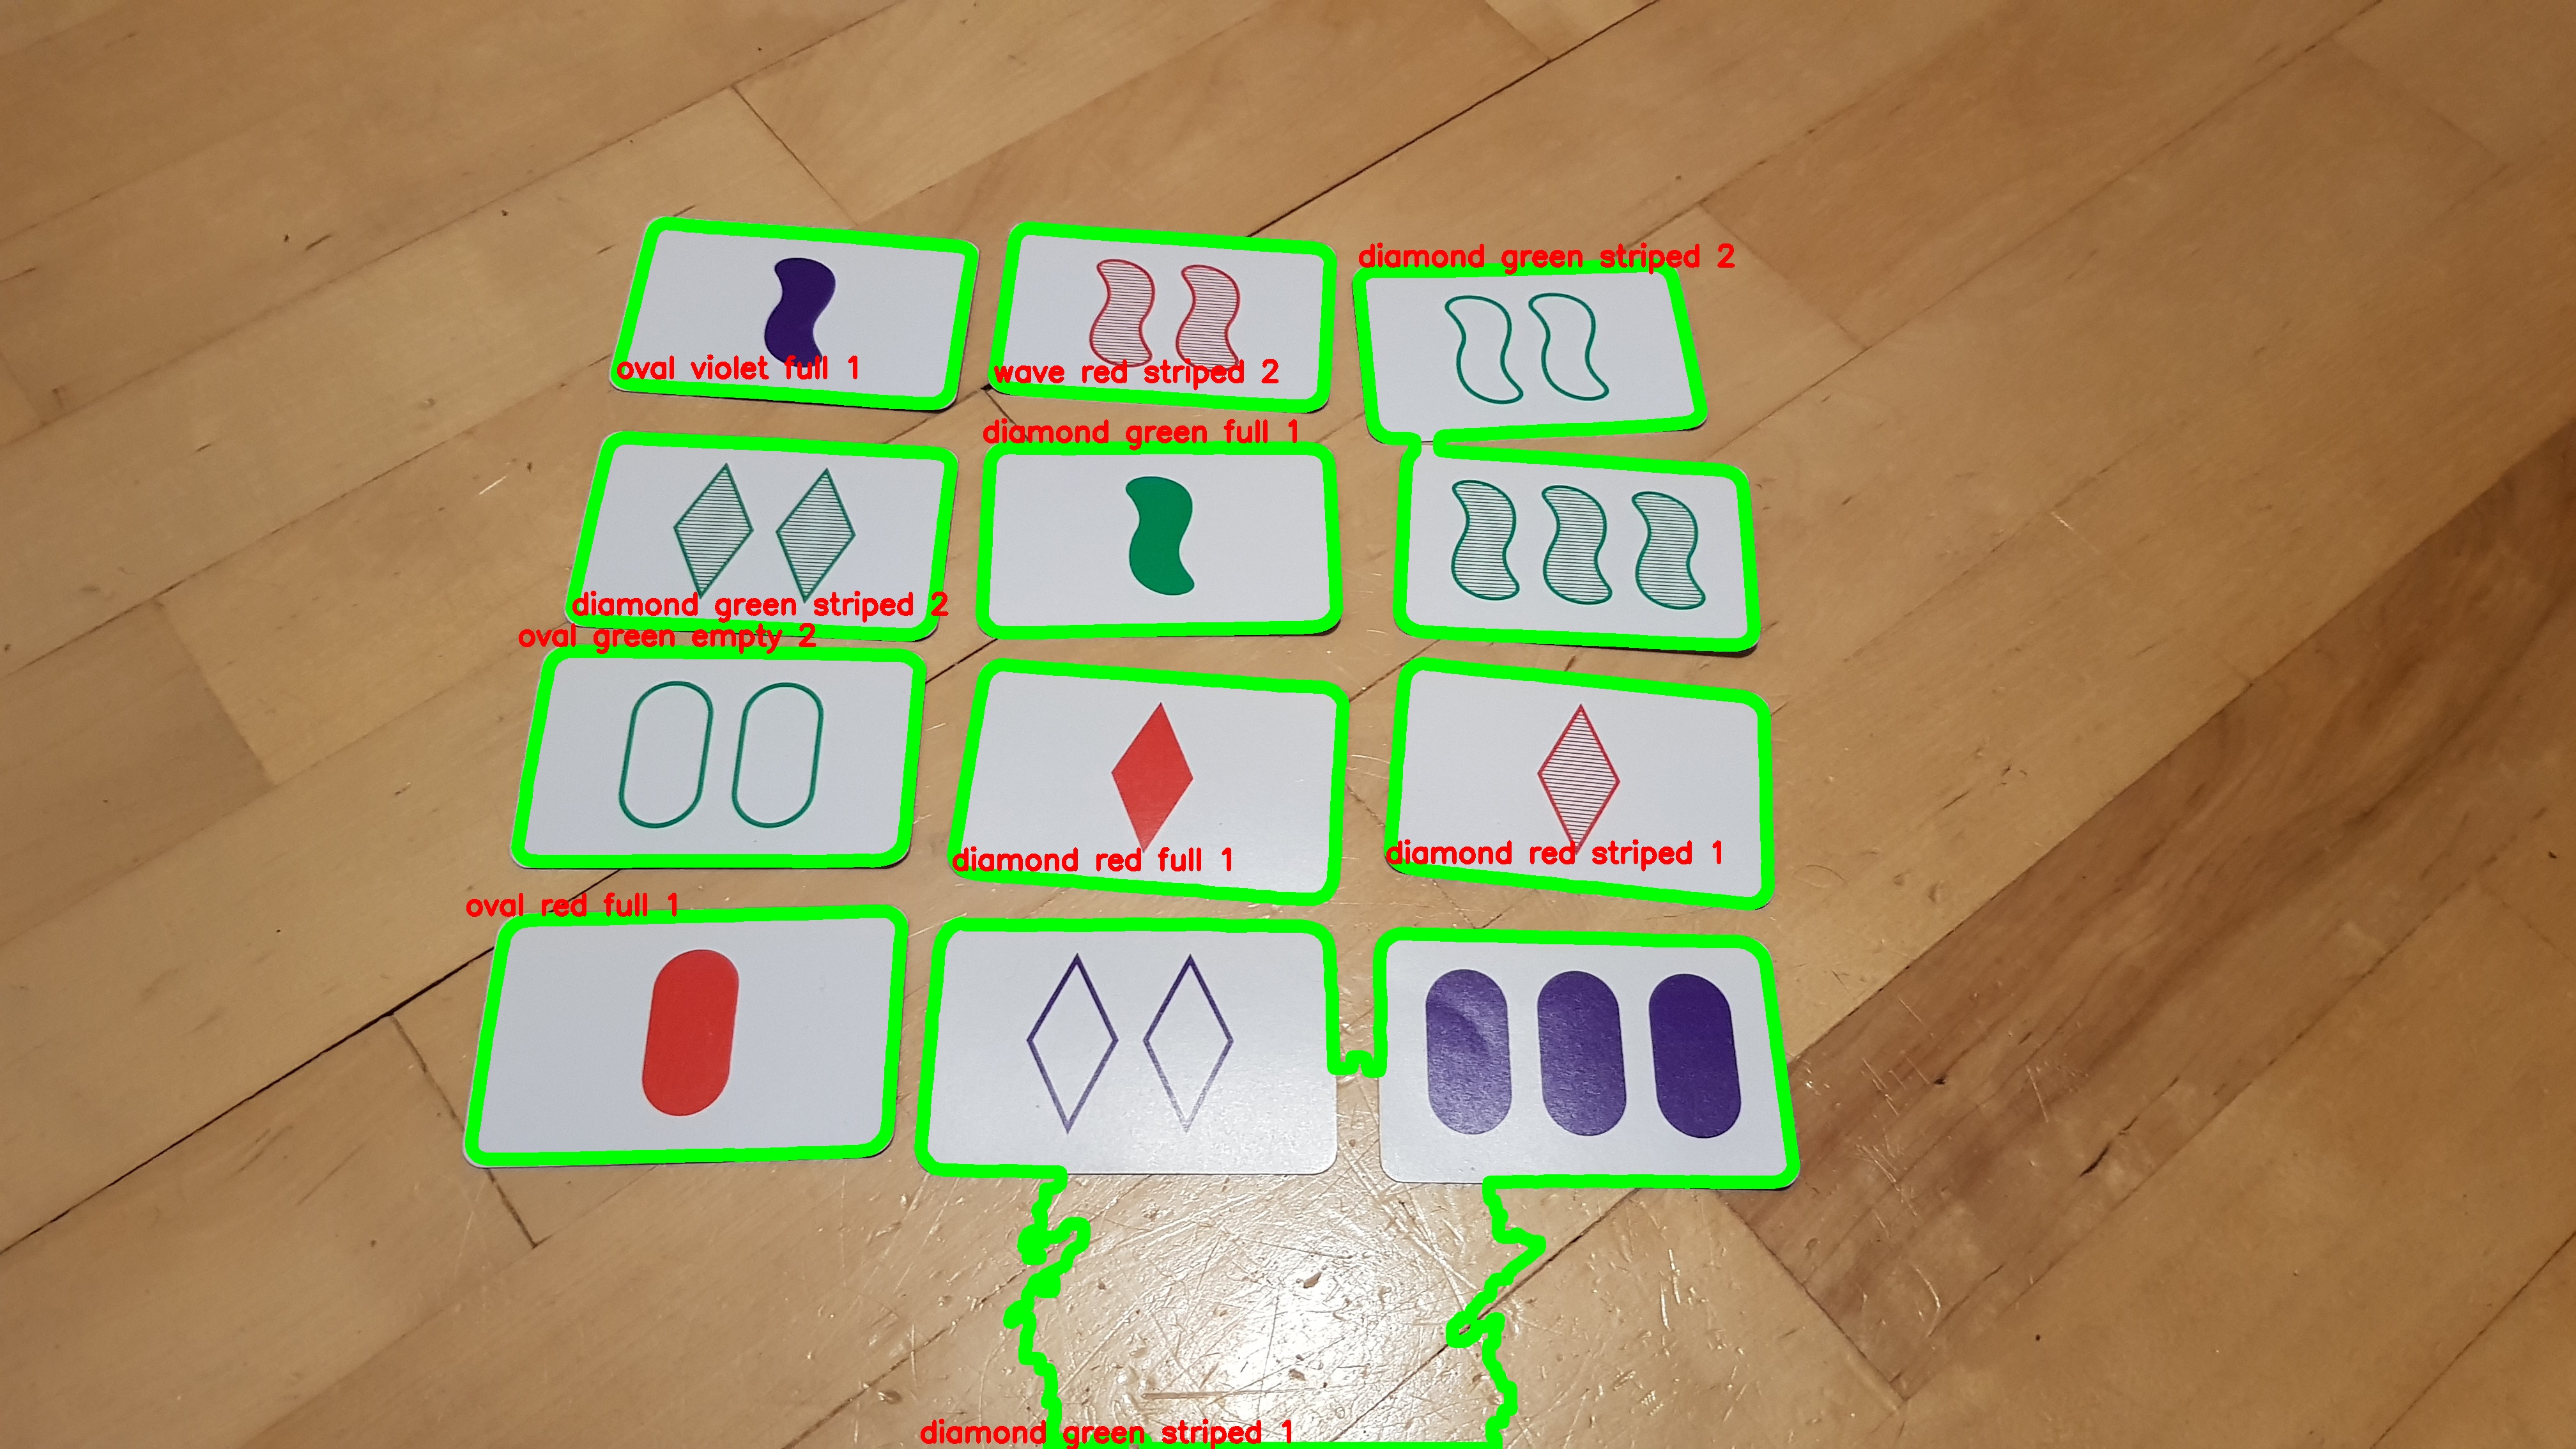 diamond green striped 2
oval violet full 1
wave red striped 2
diamond green full 1
diamond green striped 2
oval green empty 2
diamond red full 1
diamond red striped 1
oval red full 1
diamond green striped 1